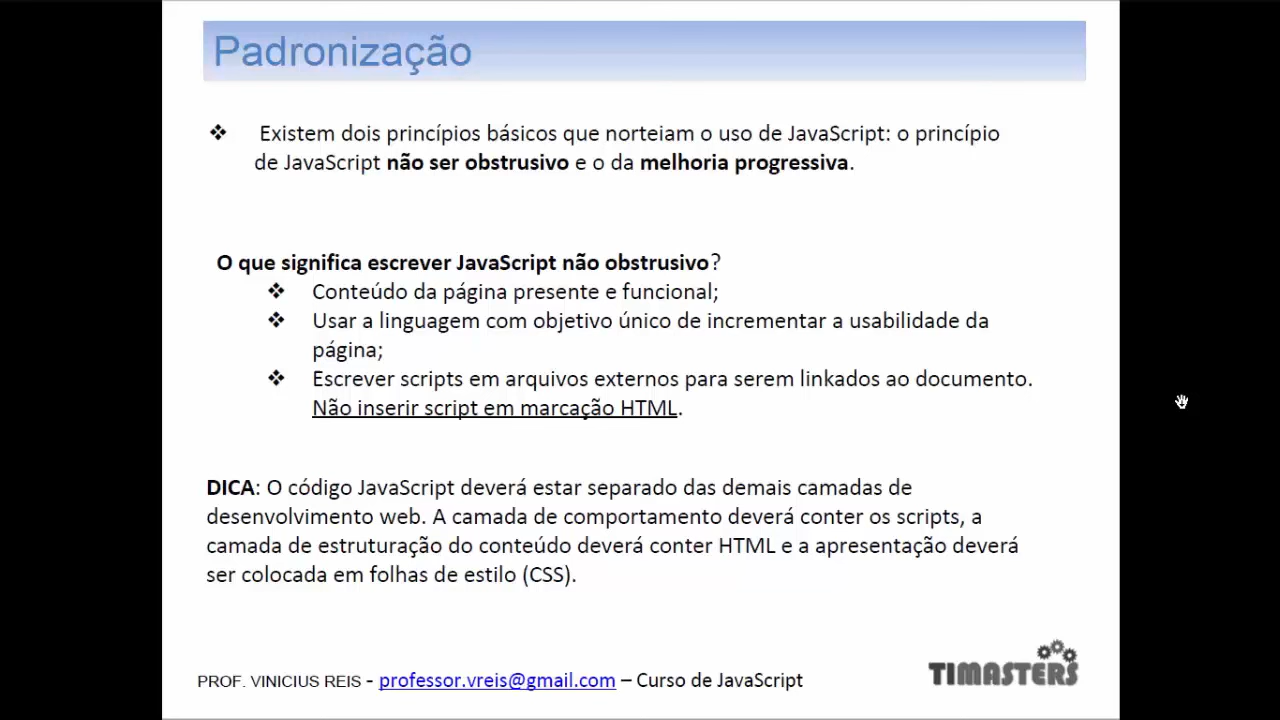 Padronização
❖ Existem dois princípios básicos que norteiam o uso de JavaScript: o princípio
de JavaScript não ser obstrusivo e o da melhoria progressiva.
O que significa escrever JavaScript não obstrusivo?
❖ Conteúdo da página presente e funcional;
❖ Usar a linguagem com objetivo único de incrementar a usabilidade da
página;
❖ Escrever scripts em arquivos externos para serem linkados ao documento.
Não inserir script em marcação HTML.
DICA: O código JavaScript deverá estar separado das demais camadas de
desenvolvimento web. A camada de comportamento deverá conter os scripts, a
camada de estruturação do conteúdo deverá conter HTML e a apresentação deverá
ser colocada em folhas de estilo (CSS).
PROF. VINICIUS REIS - professor.vreis@gmail.com – Curso de JavaScript
TIMASTERS